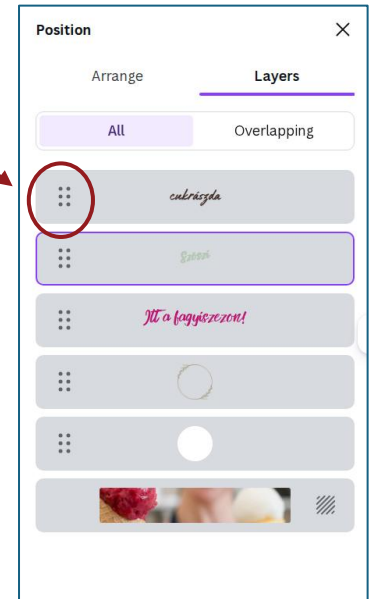 Position
Arrange Layers
All Overlapping
cukrászda
Itt a fagyiszezon!